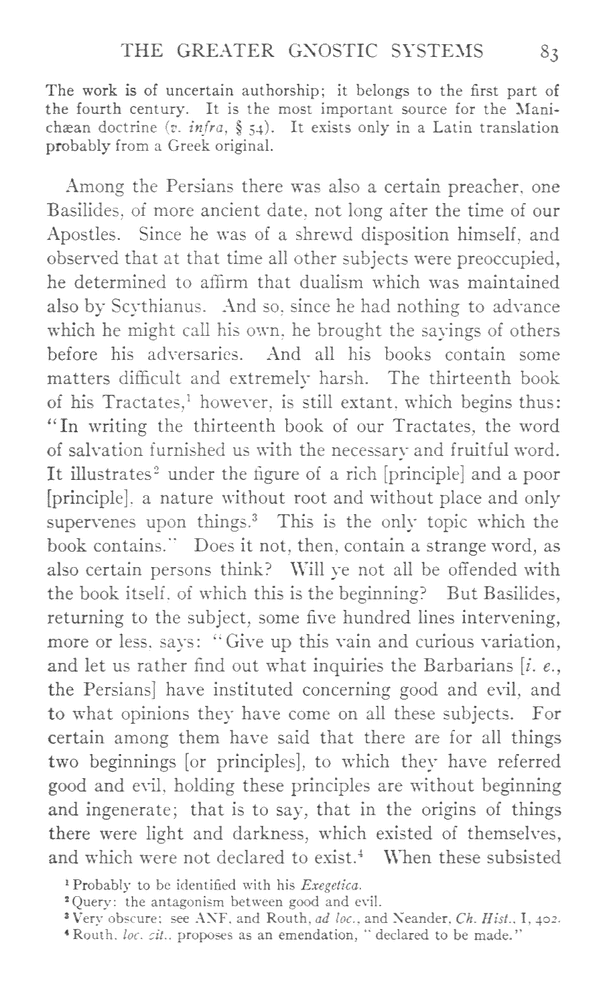 THE GREATER GNOSTIC SYSTEMS 83
The work is of uncertain authorship; it belongs to the first part of
the fourth century. It is the most important source for the Mani-
chæan doctrine (v. infra, § 54). It exists only in a Latin translation
probably from a Greek original.
Among the Persians there was also a certain preacher, one
Basilides, of more ancient date, not long after the time of our
Apostles. Since he was of a shrewd disposition himself, and
observed that at that time all other subjects were preoccupied,
he determined to affirm that dualism which was maintained
also by Scythianus. And so, since he had nothing to advance
which he might call his own, he brought the sayings of others
before his adversaries. And all his books contain some
matters difficult and extremely harsh. The thirteenth book
of his Tractates,¹ however, is still extant, which begins thus:
“In writing the thirteenth book of our Tractates, the word
of salvation furnished us with the necessary and fruitful word.
It illustrates² under the figure of a rich [principle] and a poor
[principle], a nature without root and without place and only
supervenes upon things.³ This is the only topic which the
book contains.” Does it not, then, contain a strange word, as
also certain persons think? Will ye not all be offended with
the book itself, of which this is the beginning? But Basilides,
returning to the subject, some five hundred lines intervening,
more or less, says: “Give up this vain and curious variation,
and let us rather find out what inquiries the Barbarians [i. e.,
the Persians] have instituted concerning good and evil, and
to what opinions they have come on all these subjects. For
certain among them have said that there are for all things
two beginnings [or principles], to which they have referred
good and evil, holding these principles are without beginning
and ingenerate; that is to say, that in the origins of things
there were light and darkness, which existed of themselves,
and which were not declared to exist.⁴ When these subsisted
¹ Probably to be identified with his Exegetica.
² Query: the antagonism between good and evil.
³ Very obscure; see ANF, and Routh, ad loc., and Neander, Ch. Hist., I, 402.
⁴ Routh, loc. cit., proposes as an emendation, “declared to be made.”